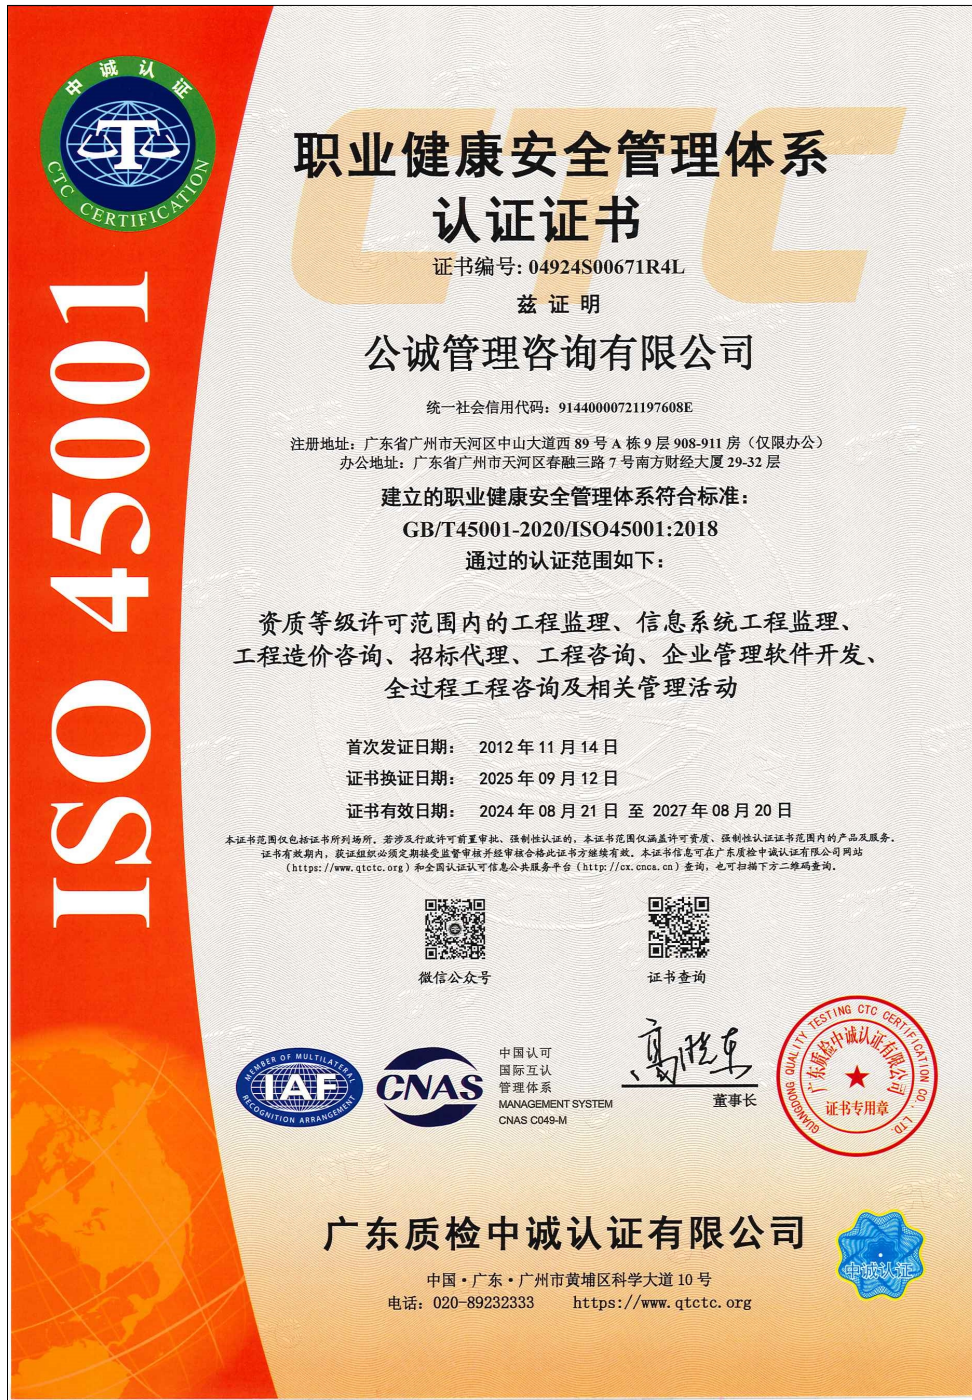 中诚认证
CTC CERTIFICATION
ISO 45001
CTC
职业健康安全管理体系
认证证书
证书编号: 04924S00671R4L
兹 证 明
公诚管理咨询有限公司
统一社会信用代码：91440000721197608E
注册地址：广东省广州市天河区中山大道西 89 号 A 栋 9 层 908-911 房（仅限办公）
办公地址：广东省广州市天河区春融三路 7 号南方财经大厦 29-32 层
建立的职业健康安全管理体系符合标准：
GB/T45001-2020/ISO45001:2018
通过的认证范围如下：
资质等级许可范围内的工程监理、信息系统工程监理、
工程造价咨询、招标代理、工程咨询、企业管理软件开发、
全过程工程咨询及相关管理活动
首次发证日期： 2012 年 11 月 14 日
证书换证日期： 2025 年 09 月 12 日
证书有效日期： 2024 年 08 月 21 日 至 2027 年 08 月 20 日
本证书范围仅包括证书所列场所。若涉及行政许可前置审批、强制性认证的，本证书范围仅涵盖许可资质、强制性认证证书范围内的产品及服务。
证书有效期内，获证组织必须定期接受监督审核并经审核合格此证书方继续有效。本证书信息可在广东质检中诚认证有限公司网站
（https://www.qtctc.org）和全国认证认可信息公共服务平台（http://cx.cnca.cn）查询，也可扫描下方二维码查询。
微信公众号
证书查询
MEMBER OF MULTILATERAL
IAF
RECOGNITION ARRANGEMENT
CNAS
中国认可
国际互认
管理体系
MANAGEMENT SYSTEM
CNAS C049-M
高晓东
董事长
GUANGDONG QUALITY TESTING CTC CERTIFICATION CO., LTD.
广东质检中诚认证有限公司
证书专用章
广东质检中诚认证有限公司
中诚认证
中国·广东·广州市黄埔区科学大道 10 号
电话：020-89232333 https://www.qtctc.org